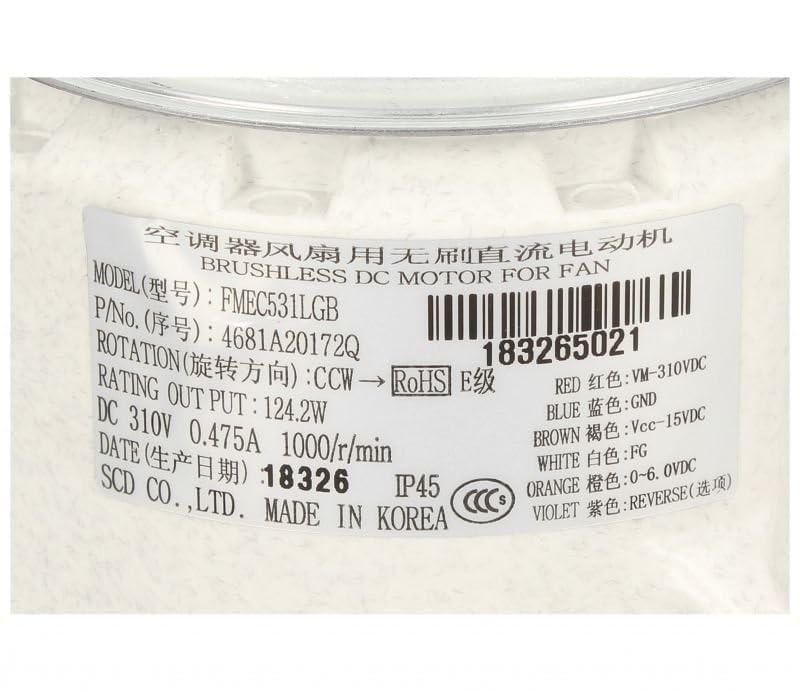 空调器风扇用无刷直流电动机
BRUSHLESS DC MOTOR FOR FAN
MODEL(型号):FMEC531LGB
P/No.(序号):4681A20172Q
183265021
ROTATION(旋转方向):CCW→ RoHS E级
RATING OUT PUT:124.2W
DC 310V 0.475A 1000/r/min
DATE(生产日期):18326 IP45
SCD CO.,LTD. MADE IN KOREA
CCC S
RED 红色:VM-310VDC
BLUE 蓝色:GND
BROWN 褐色:Vcc-15VDC
WHITE 白色:FG
ORANGE 橙色:0~6.0VDC
VIOLET 紫色:REVERSE(选项)